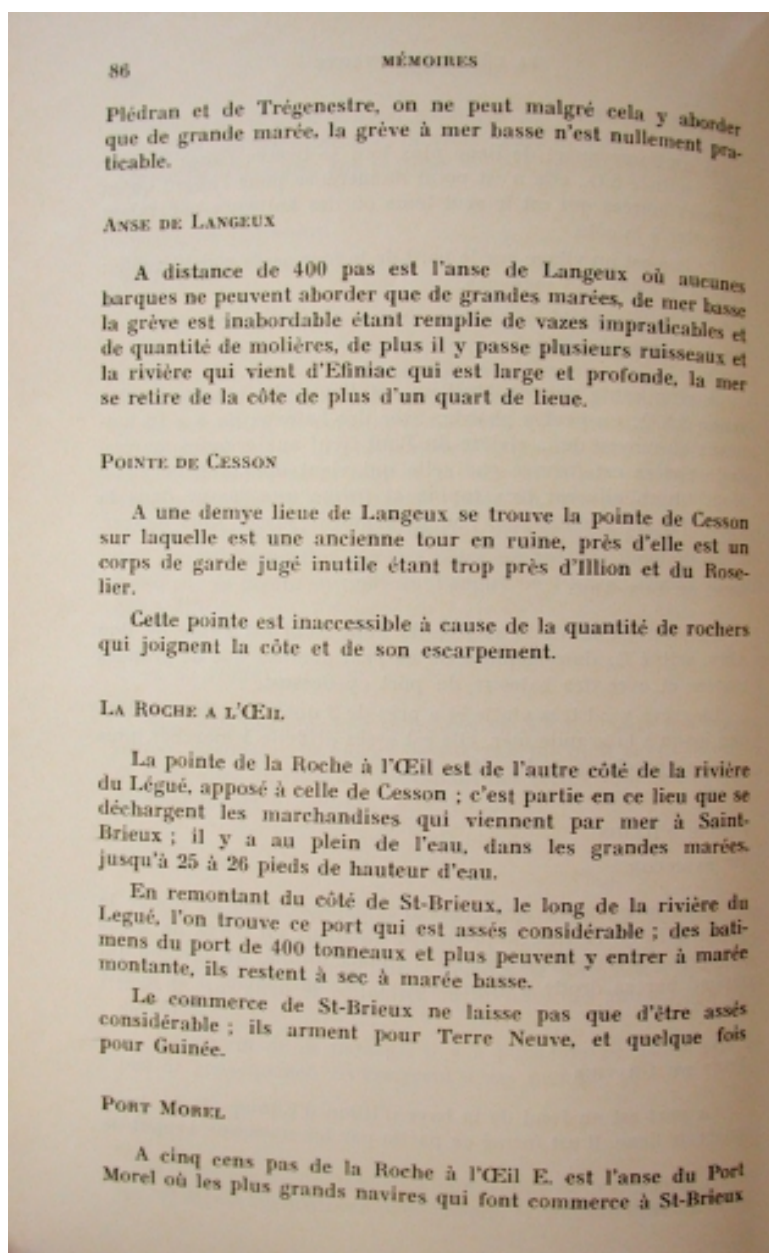 86
MÉMOIRES
Plédran et de Trégenestre, on ne peut malgré cela y aborder
que de grande marée, la grève à mer basse n'est nullement pra-
ticable.
ANSE DE LANGEUX
A distance de 400 pas est l'anse de Langeux où aucunes
barques ne peuvent aborder que de grandes marées, de mer basse
la grève est inabordable étant remplie de vazes impraticables et
de quantité de molières, de plus il y passe plusieurs ruisseaux et
la rivière qui vient d'Efiniac qui est large et profonde, la mer
se retire de la côte de plus d'un quart de lieue.
POINTE DE CESSON
A une demye lieue de Langeux se trouve la pointe de Cesson
sur laquelle est une ancienne tour en ruine, près d'elle est un
corps de garde jugé inutile étant trop près d'Illion et du Rose-
lier.
Cette pointe est inaccessible à cause de la quantité de rochers
qui joignent la côte et de son escarpement.
LA ROCHE A L'ŒIL
La pointe de la Roche à l'Œil est de l'autre côté de la rivière
du Légué, apposé à celle de Cesson ; c'est partie en ce lieu que se
déchargent les marchandises qui viennent par mer à Saint-
Brieux ; il y a au plein de l'eau, dans les grandes marées,
jusqu'à 25 à 26 pieds de hauteur d'eau.
En remontant du côté de St-Brieux, le long de la rivière du
Legué, l'on trouve ce port qui est assés considérable ; des bati-
mens du port de 400 tonneaux et plus peuvent y entrer à marée
montante, ils restent à sec à marée basse.
Le commerce de St-Brieux ne laisse pas que d'être assés
considérable ; ils arment pour Terre Neuve, et quelque fois
pour Guinée.
PORT MOREL
A cinq cens pas de la Roche à l'Œil E. est l'anse du Port
Morel où les plus grands navires qui font commerce à St-Brieux